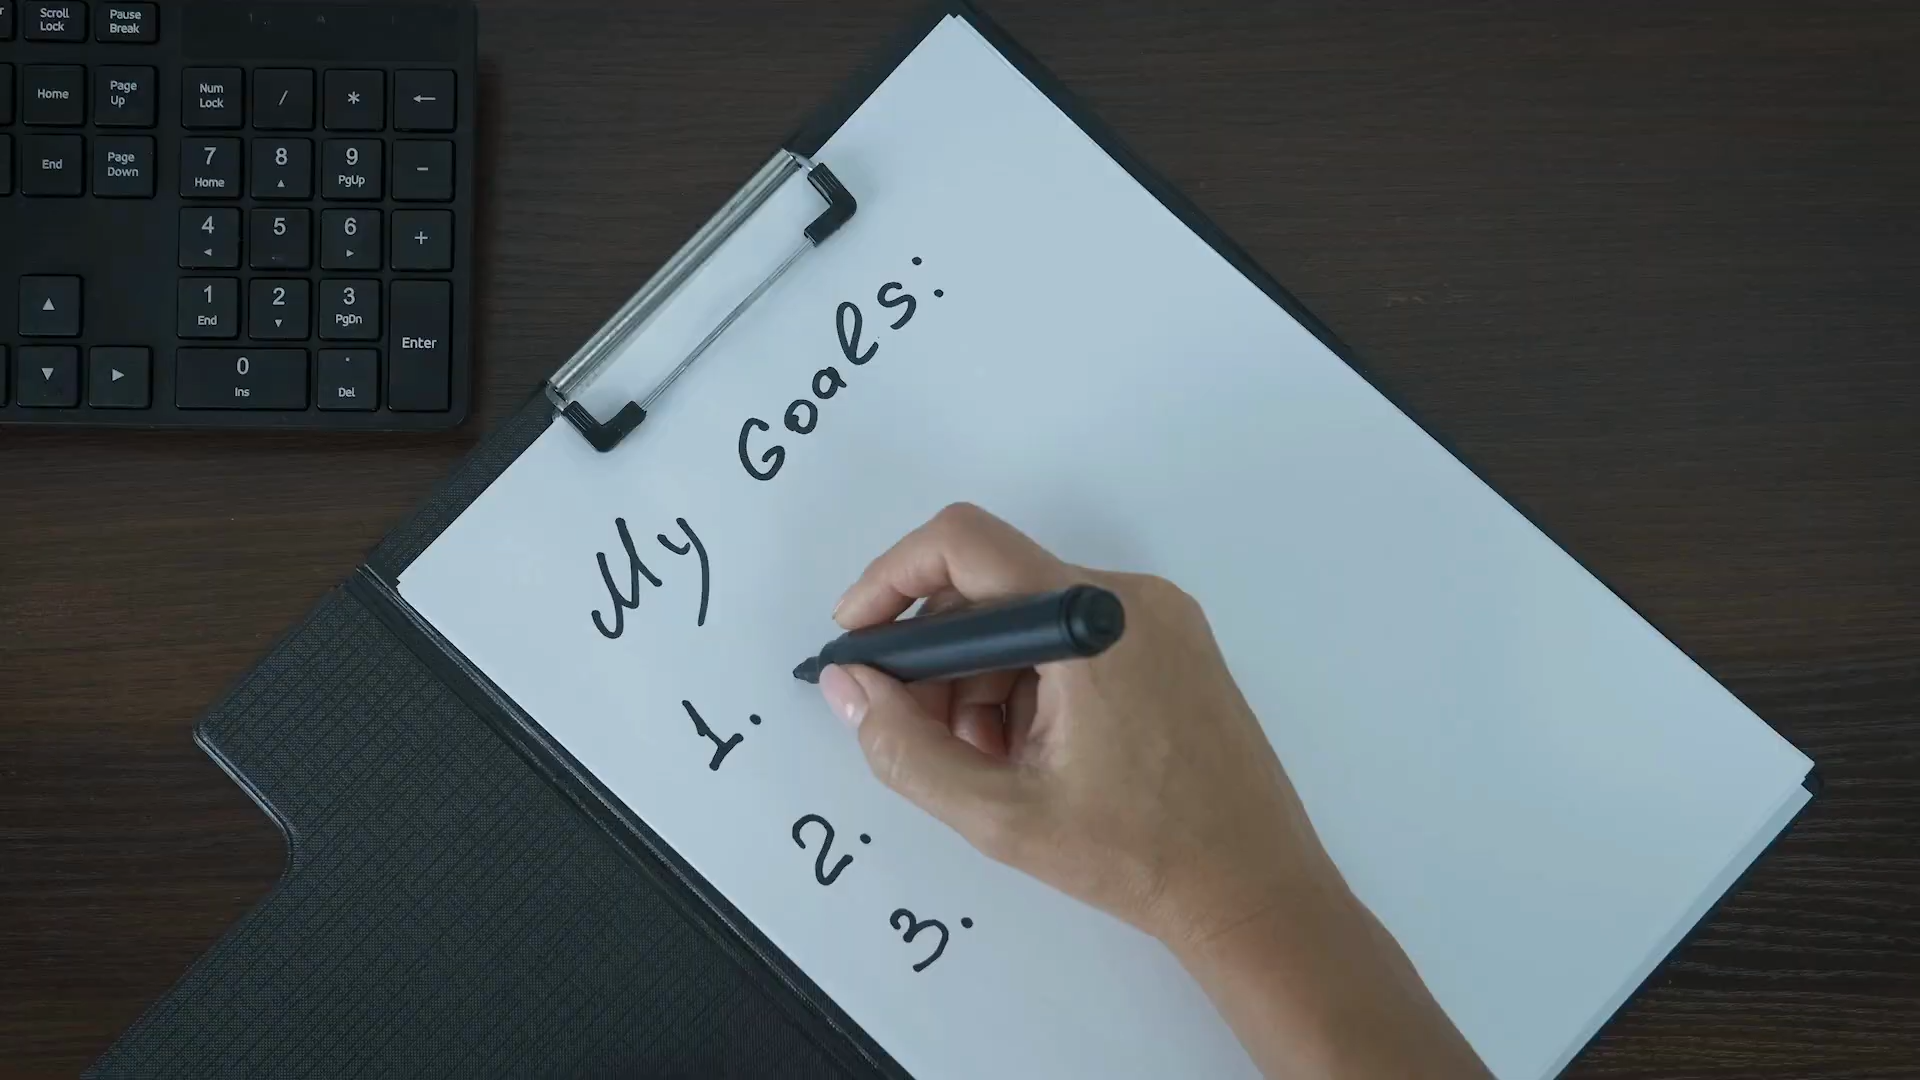 Scroll Lock
Pause Break
Home
Page Up
Num Lock
/
*
←
End
Page Down
7 Home
8 ▲
9 PgUp
-
4 ◄
5
6 ►
+
▲
1 End
2 ▼
3 PgDn
Enter
▼
►
0 Ins
. Del
My Goals:
1.
2.
3.